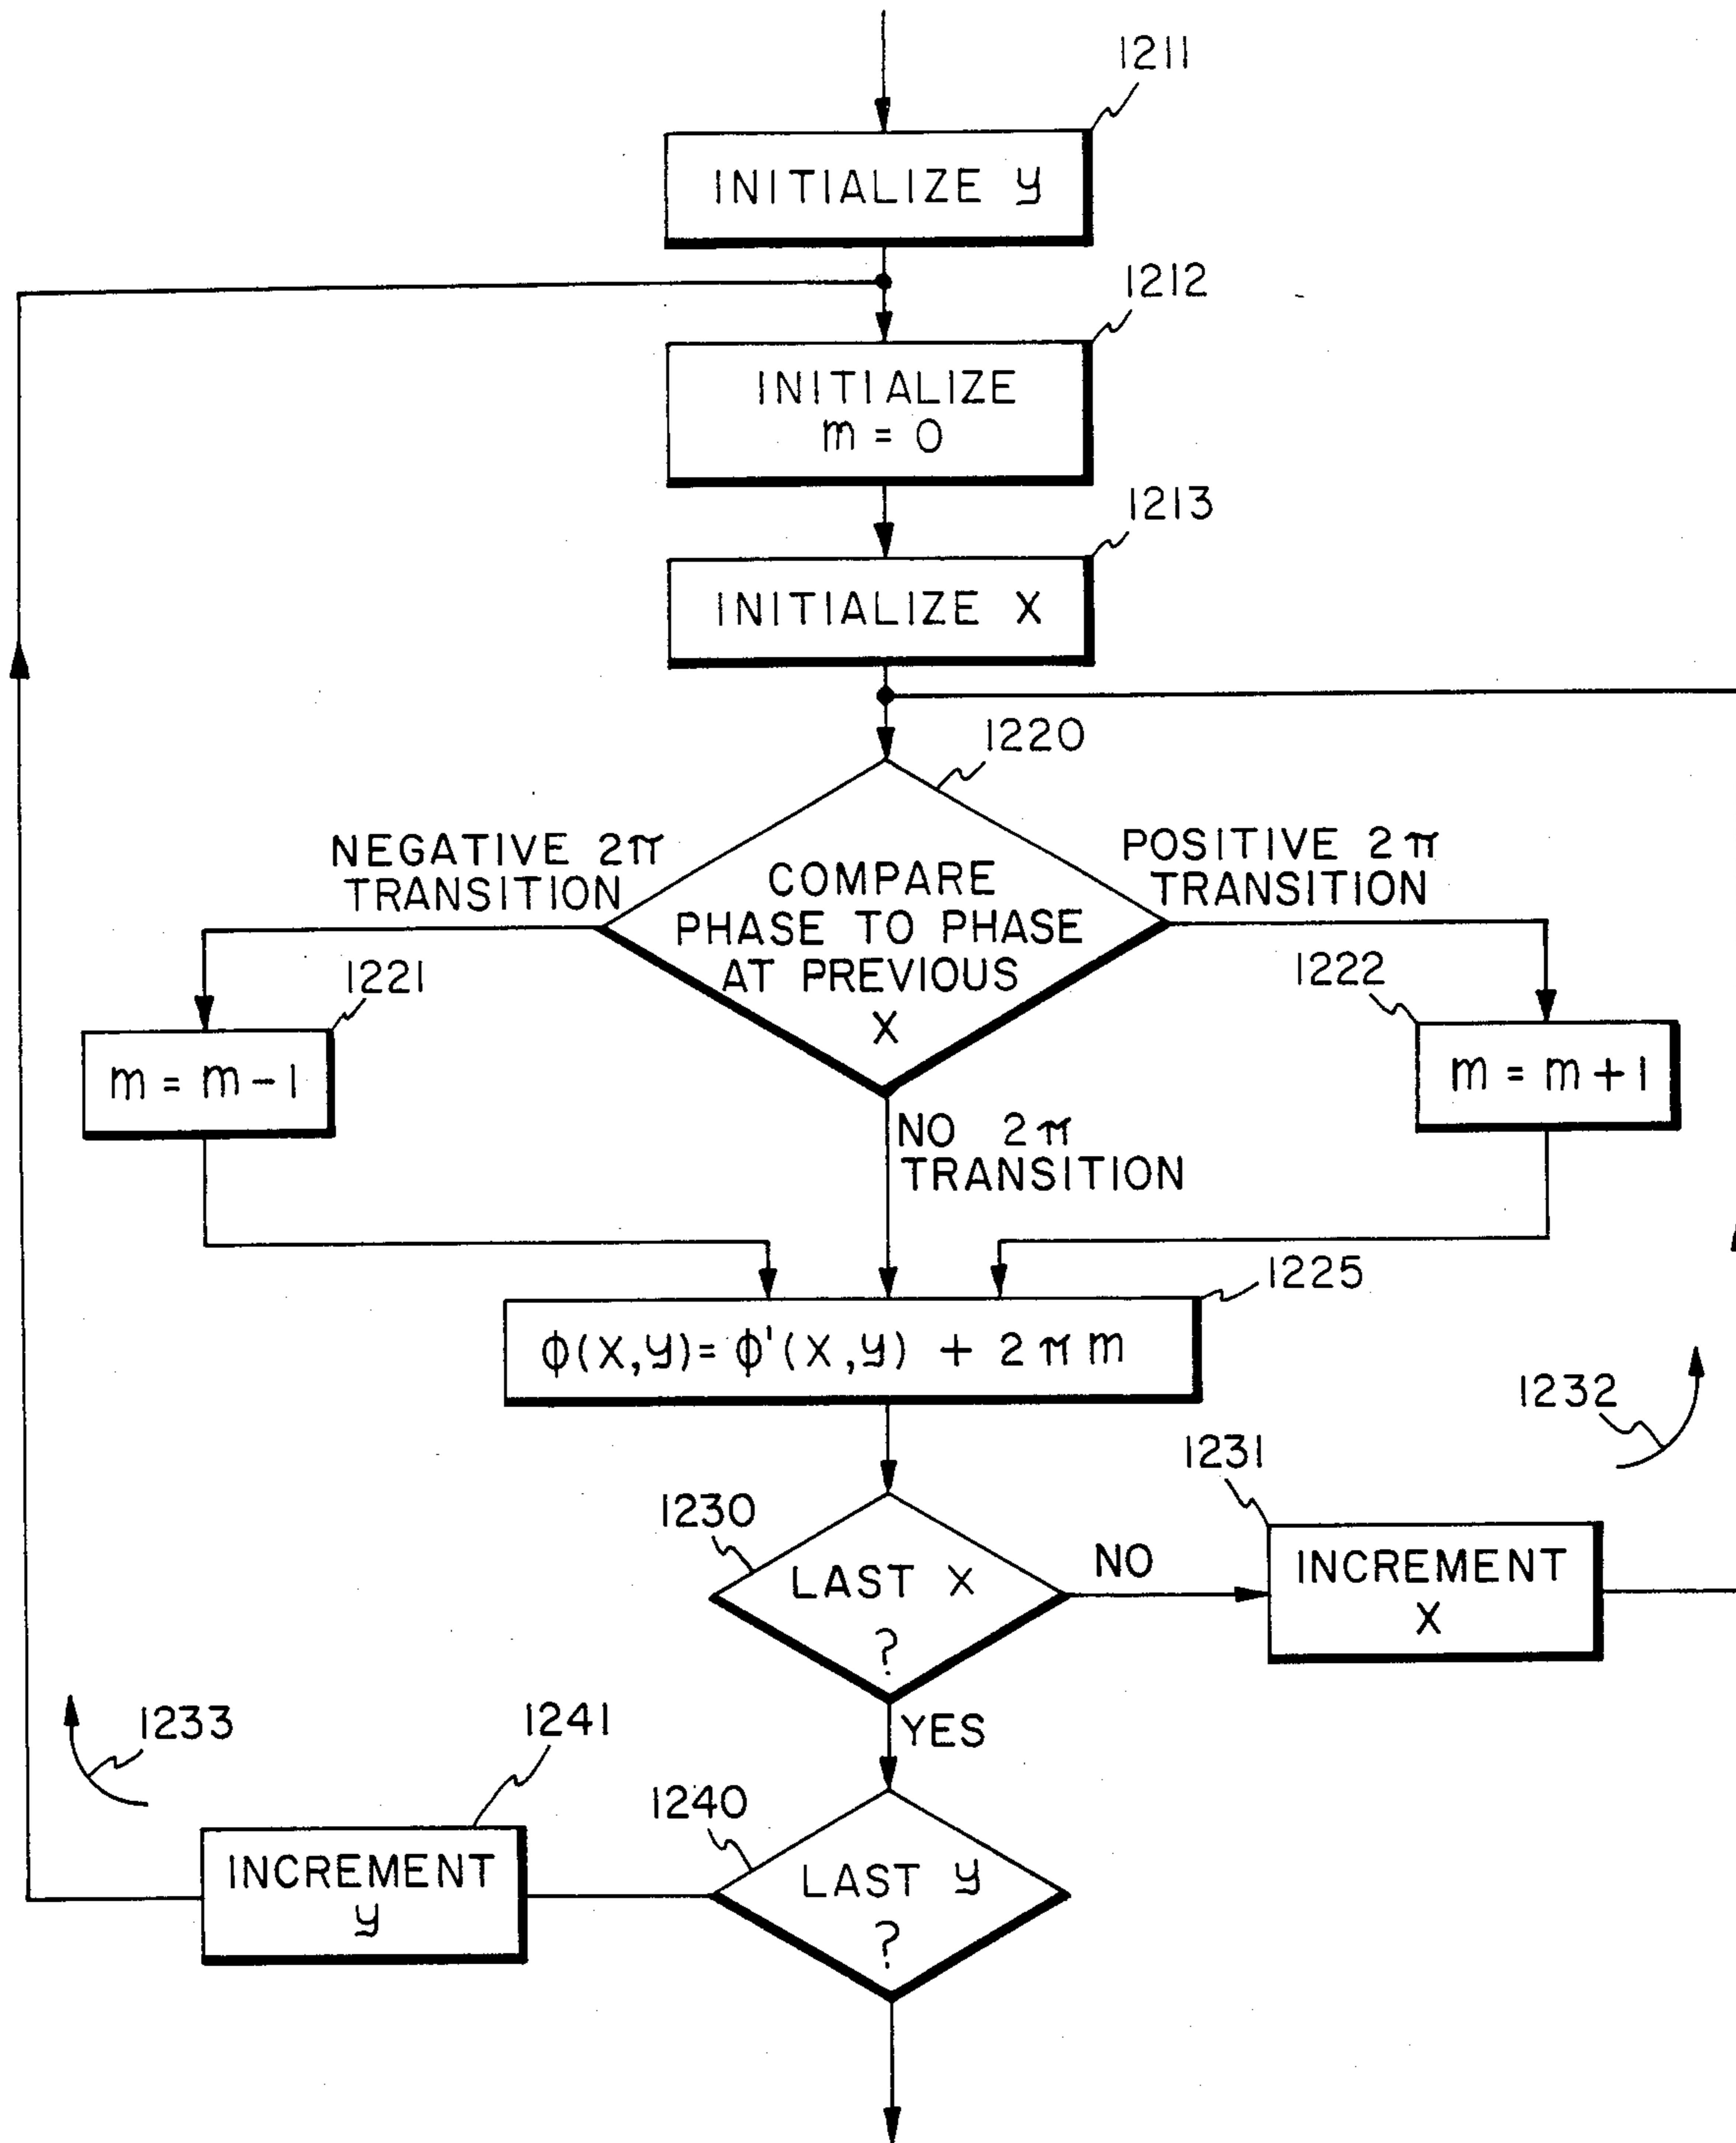 1211
INITIALIZE y
1212
INITIALIZE
m = 0
1213
INITIALIZE X
1220
NEGATIVE 2π
TRANSITION
POSITIVE 2π
TRANSITION
COMPARE
PHASE TO PHASE
AT PREVIOUS
X
1221
1222
m = m - 1
m = m + 1
NO 2π
TRANSITION
1225
ϕ(X,y)= ϕ'(X,y) + 2πm
1232
1231
1230
LAST X
?
NO
INCREMENT
X
YES
1233
1241
1240
INCREMENT
y
LAST y
?